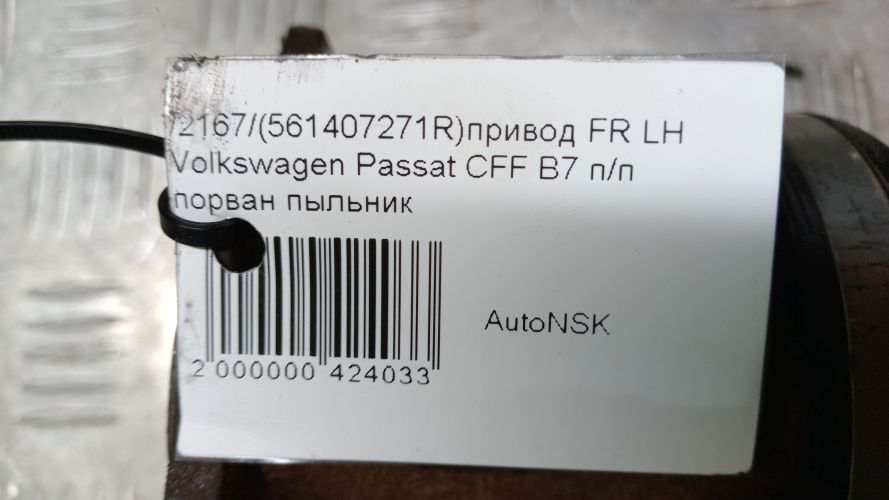 /2167/(561407271R)привод FR LH
Volkswagen Passat CFF B7 п/п
порван пыльник
AutoNSK
2 000000 424033